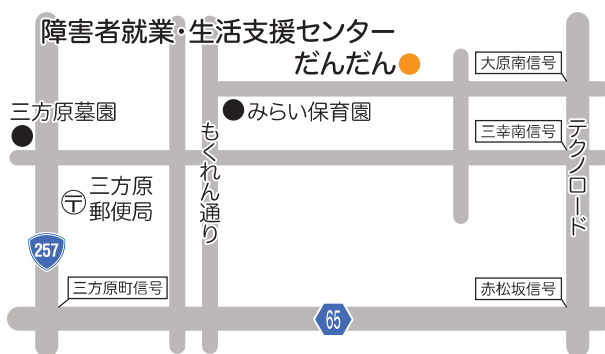 障害者就業・生活支援センター
だんだん
大原南信号
三方原墓園
みらい保育園
三幸南信号
もくれん通り
テクノロード
三方原
郵便局
257
三方原町信号
赤松坂信号
65